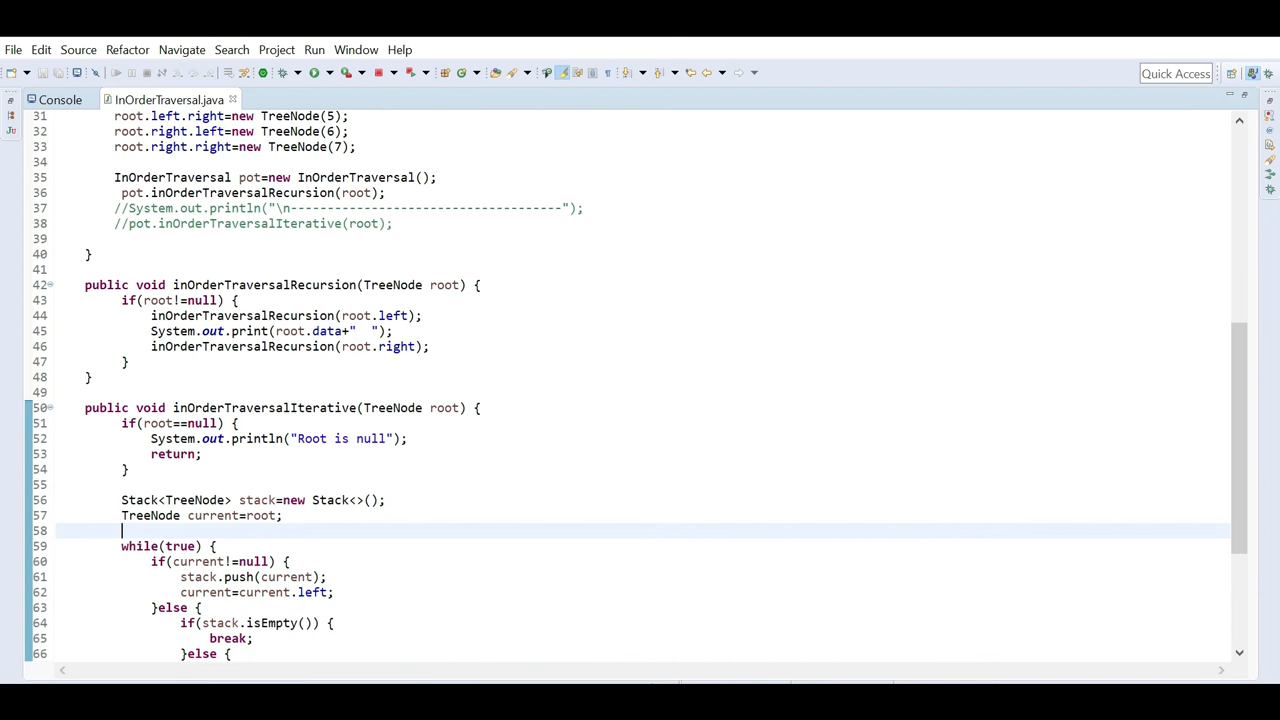 File Edit Source Refactor Navigate Search Project Run Window Help
Quick Access
Console InOrderTraversal.java
31 root.left.right=new TreeNode(5);
32 root.right.left=new TreeNode(6);
33 root.right.right=new TreeNode(7);
34
35 InOrderTraversal pot=new InOrderTraversal();
36 pot.inOrderTraversalRecursion(root);
37 //System.out.println("\n-------------------------------------");
38 //pot.inOrderTraversalIterative(root);
39
40 }
41
42 public void inOrderTraversalRecursion(TreeNode root) {
43 if(root!=null) {
44 inOrderTraversalRecursion(root.left);
45 System.out.print(root.data+"  ");
46 inOrderTraversalRecursion(root.right);
47 }
48 }
49
50 public void inOrderTraversalIterative(TreeNode root) {
51 if(root==null) {
52 System.out.println("Root is null");
53 return;
54 }
55
56 Stack<TreeNode> stack=new Stack<>();
57 TreeNode current=root;
58
59 while(true) {
60 if(current!=null) {
61 stack.push(current);
62 current=current.left;
63 }else {
64 if(stack.isEmpty()) {
65 break;
66 }else {